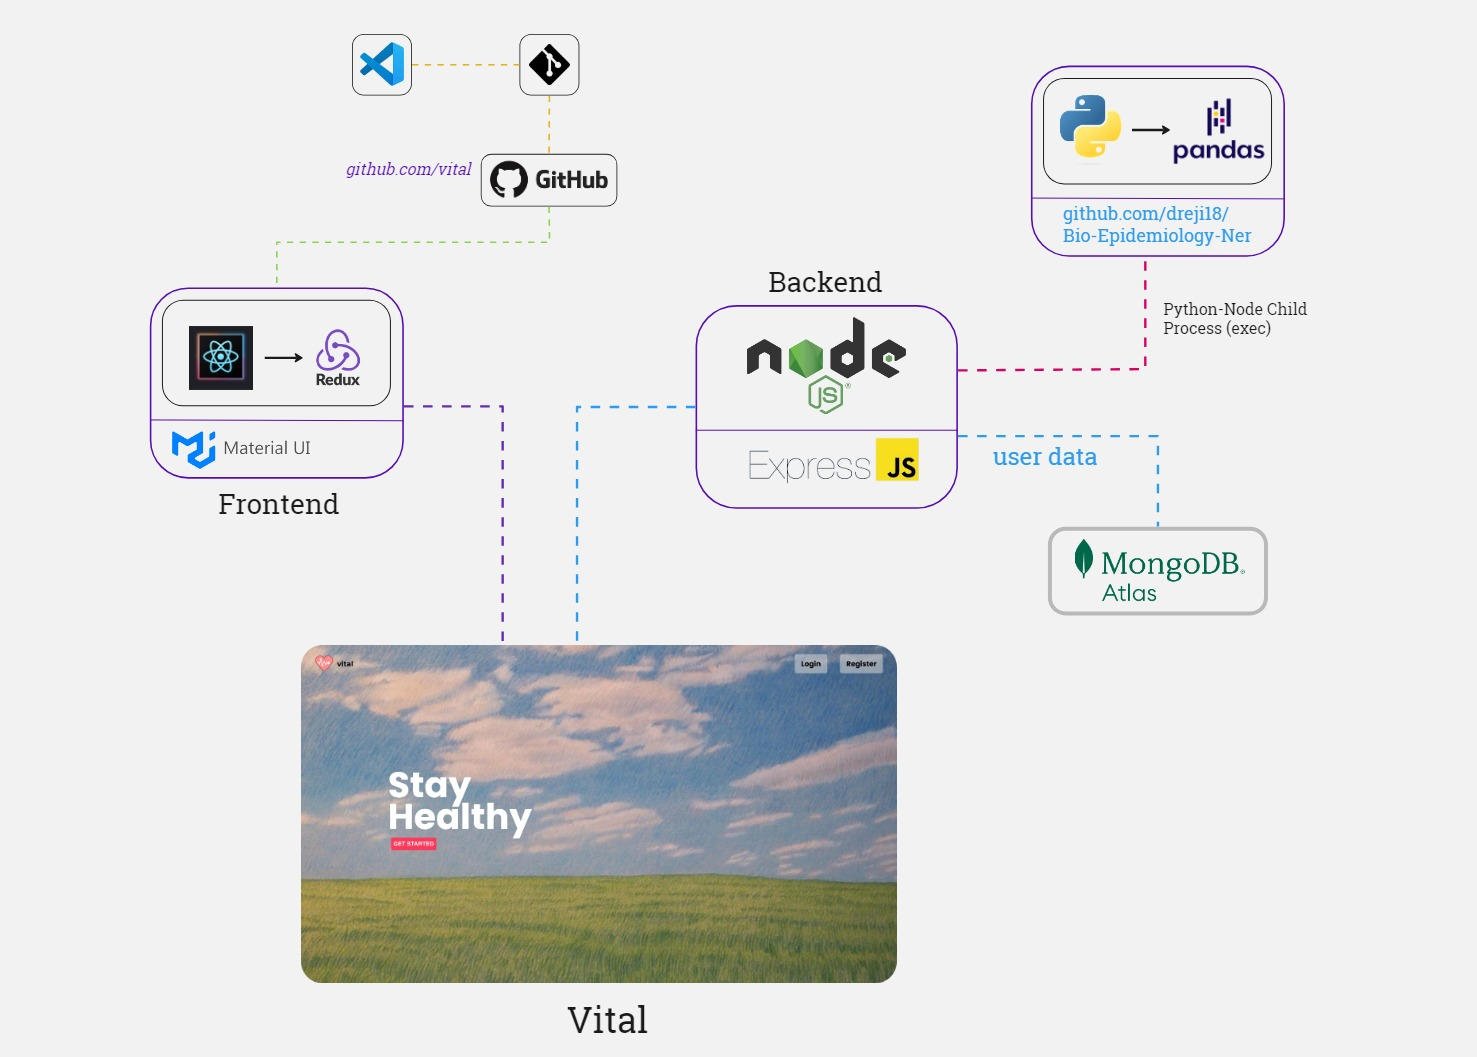 github.com/vital
GitHub
pandas
github.com/dreji18/
Bio-Epidemiology-Ner
Backend
Python-Node Child
Process (exec)
node
JS
Express JS
user data
Redux
Material UI
Frontend
MongoDB.
Atlas
vital
Login
Register
Stay
Healthy
GET STARTED
Vital